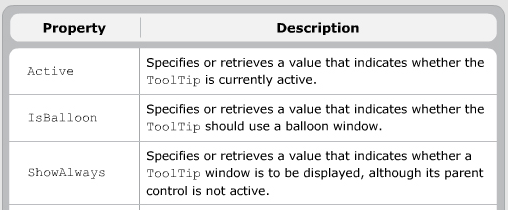 Property Description
Active
Specifies or retrieves a value that indicates whether the
ToolTip is currently active.
IsBalloon
Specifies or retrieves a value that indicates whether the
ToolTip should use a balloon window.
ShowAlways
Specifies or retrieves a value that indicates whether a
ToolTip window is to be displayed, although its parent
control is not active.